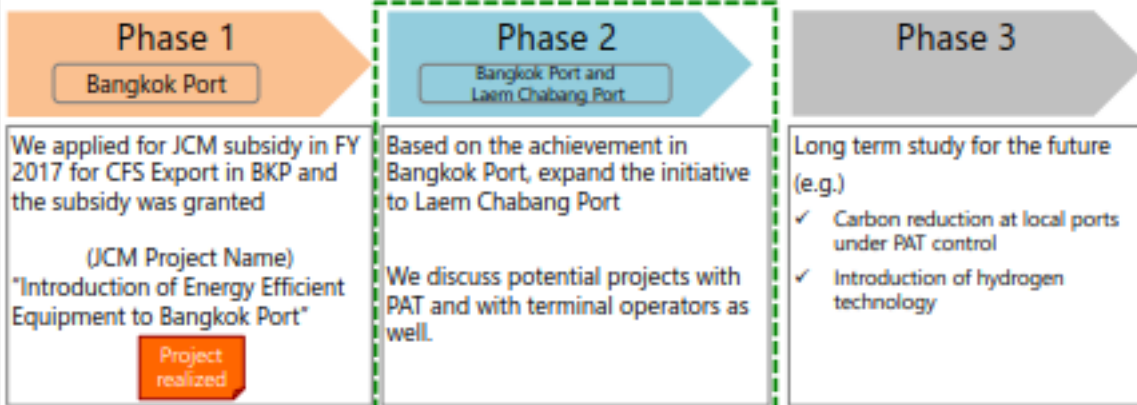 Phase 1
Bangkok Port
We applied for JCM subsidy in FY
2017 for CFS Export in BKP and
the subsidy was granted
(JCM Project Name)
"Introduction of Energy Efficient
Equipment to Bangkok Port"
Project
realized
Phase 2
Bangkok Port and
Laem Chabang Port
Based on the achievement in
Bangkok Port, expand the initiative
to Laem Chabang Port
We discuss potential projects with
PAT and with terminal operators as
well.
Phase 3
Long term study for the future
(e.g.)
✓ Carbon reduction at local ports
under PAT control
✓ Introduction of hydrogen
technology